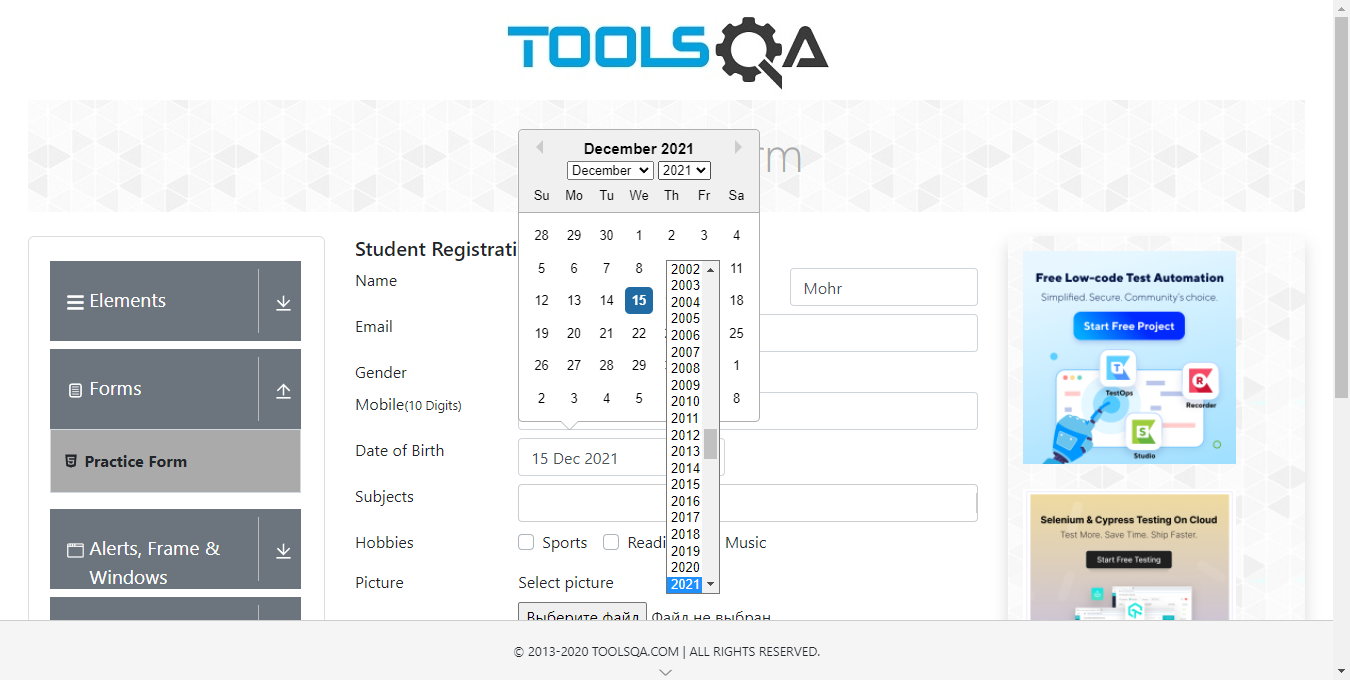 TOOLSQA
rm
December 2021
December 2021
Su Mo Tu We Th Fr Sa
28 29 30 1 2 3 4
5 6 7 8 11
12 13 14 15 18
19 20 21 22 25
26 27 28 29 1
2 3 4 5 8
2002
2003
2004
2005
2006
2007
2008
2009
2010
2011
2012
2013
2014
2015
2016
2017
2018
2019
2020
2021
Elements
Forms
Practice Form
Alerts, Frame &
Windows
Student Registrati
Name Mohr
Email
Gender
Mobile(10 Digits)
Date of Birth 15 Dec 2021
Subjects
Hobbies Sports Readi Music
Picture Select picture
Выберите файл Файл не выбран
Free Low-code Test Automation
Simplified. Secure. Community's choice.
Start Free Project
TestOps
Recorder
Studio
Selenium & Cypress Testing On Cloud
Test More. Save Time. Ship Faster.
Start Free Testing
© 2013-2020 TOOLSQA.COM | ALL RIGHTS RESERVED.